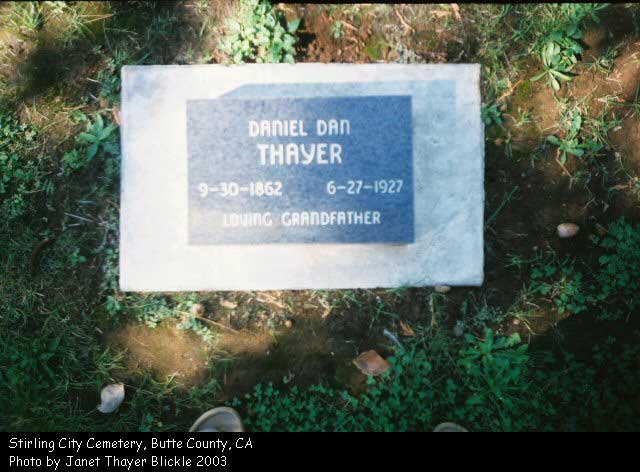 DANIEL DAN
THAYER
9-30-1862 6-27-1927
LOVING GRANDFATHER
Stirling City Cemetery, Butte County, CA
Photo by Janet Thayer Blickle 2003